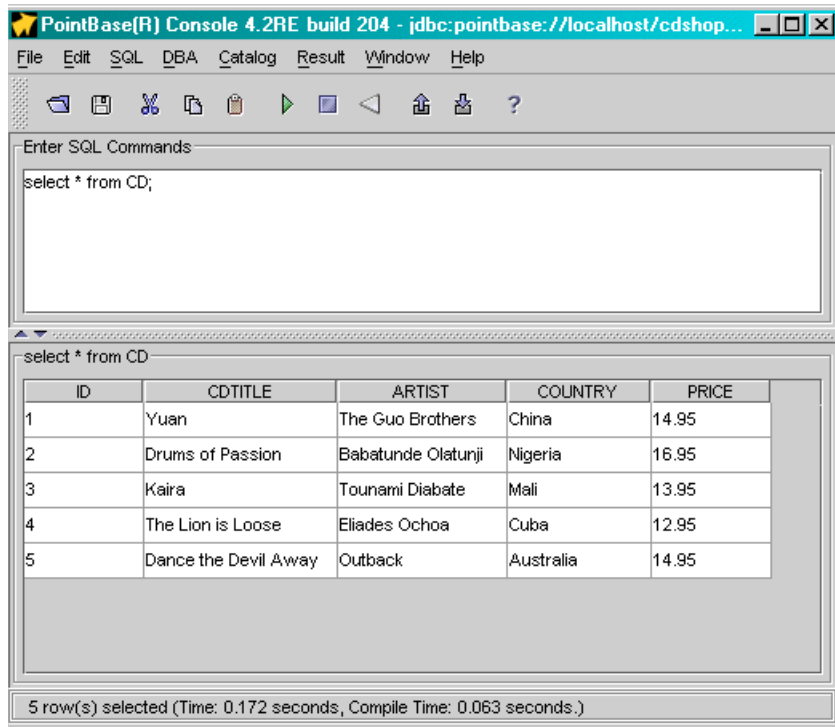 PointBase(R) Console 4.2RE build 204 - jdbc:pointbase://localhost/cdshop...
File Edit SQL DBA Catalog Result Window Help
?
Enter SQL Commands
select * from CD;
select * from CD
ID CDTITLE ARTIST COUNTRY PRICE
1 Yuan The Guo Brothers China 14.95
2 Drums of Passion Babatunde Olatunji Nigeria 16.95
3 Kaira Tounami Diabate Mali 13.95
4 The Lion is Loose Eliades Ochoa Cuba 12.95
5 Dance the Devil Away Outback Australia 14.95
5 row(s) selected (Time: 0.172 seconds, Compile Time: 0.063 seconds.)